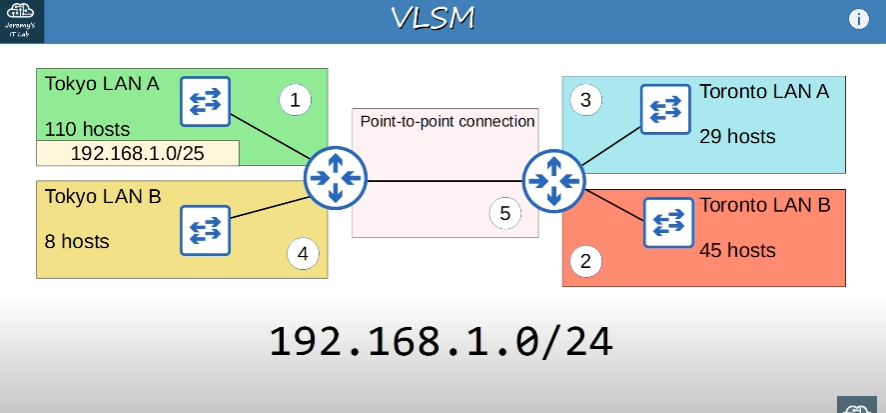 Jeremy's
IT Lab
VLSM
i
Tokyo LAN A
1
110 hosts
192.168.1.0/25
Tokyo LAN B
8 hosts
4
Point-to-point connection
5
3
Toronto LAN A
29 hosts
Toronto LAN B
45 hosts
2
192.168.1.0/24